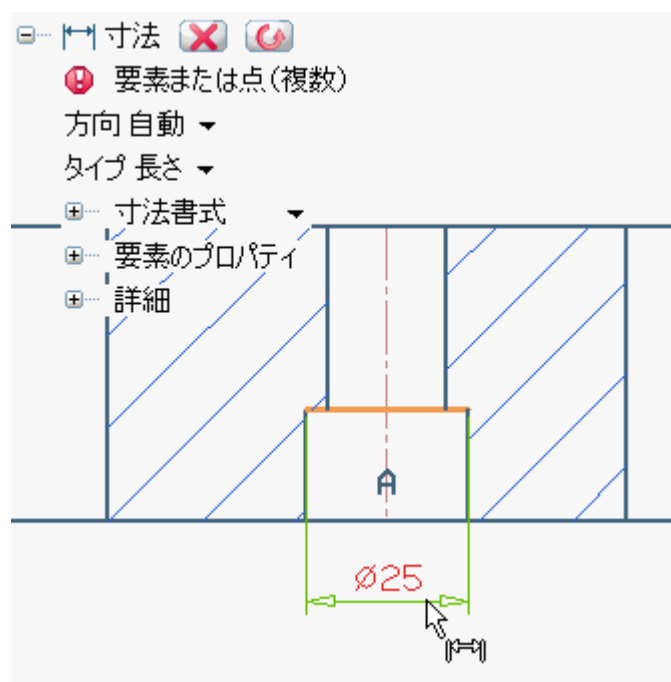 寸法
要素または点(複数)
方向 自動
タイプ 長さ
寸法書式
要素のプロパティ
詳細
A
Ø25